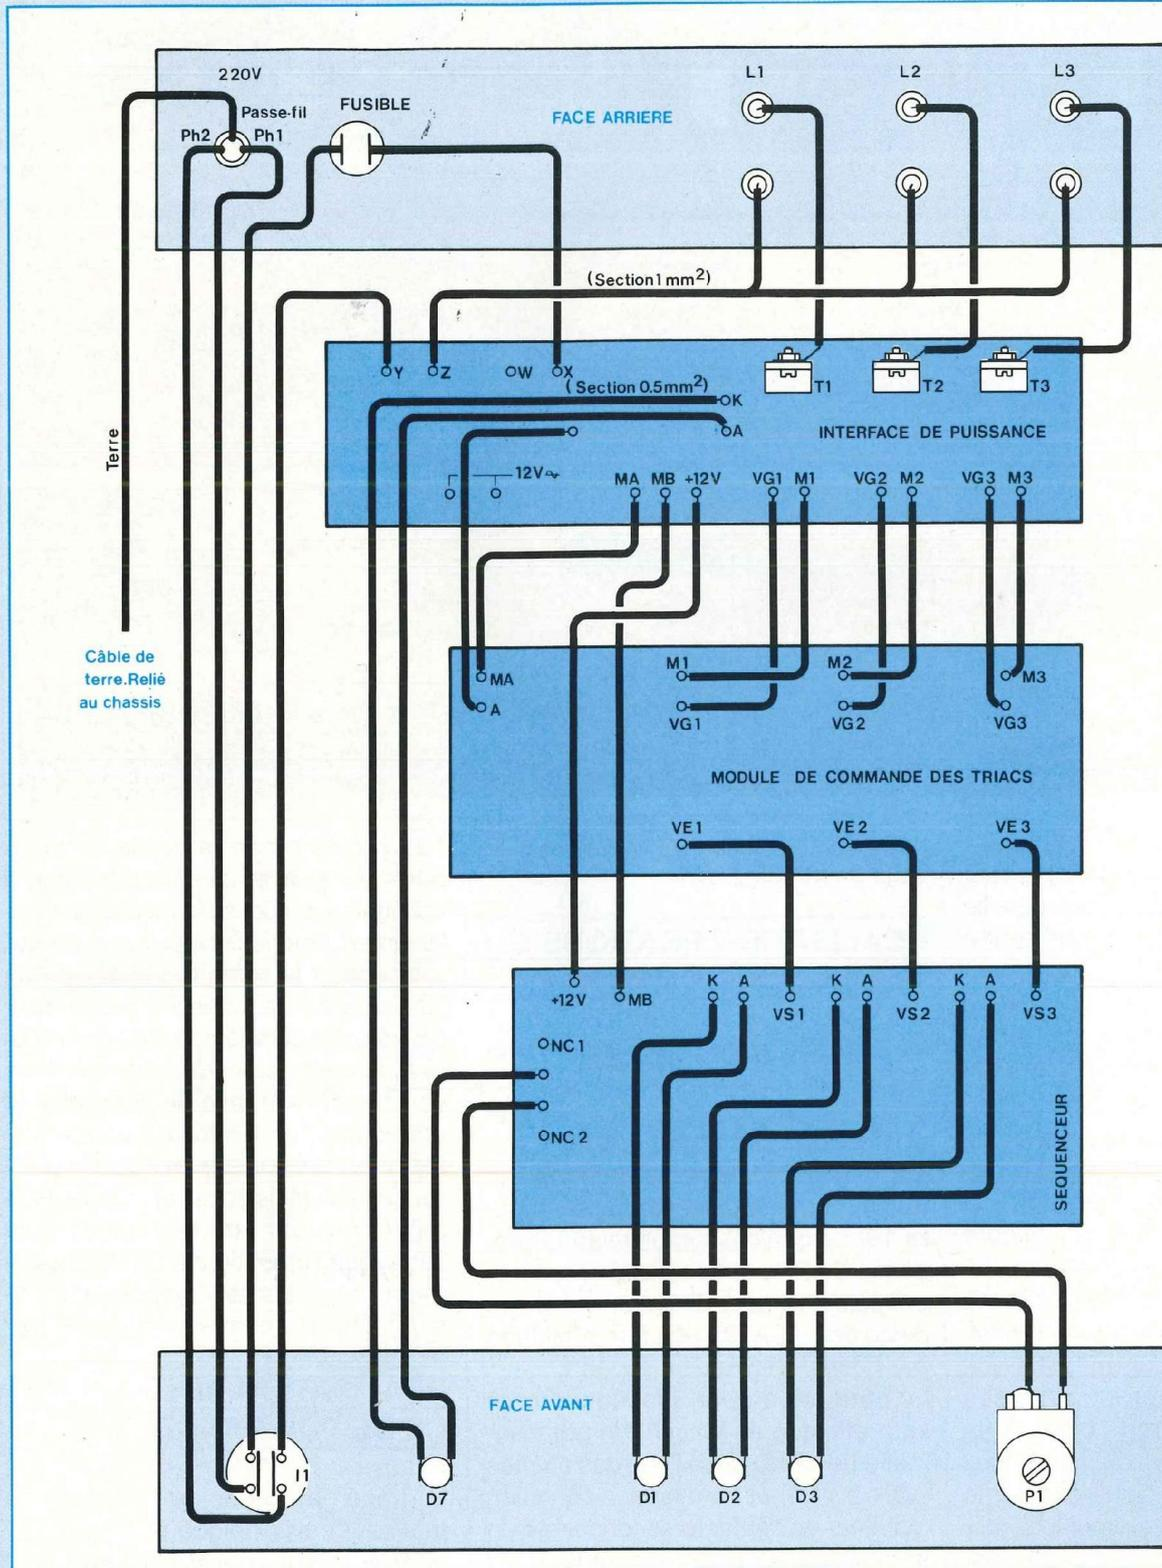 220V
L1
L2
L3
Passe-fil
FUSIBLE
FACE ARRIERE
Ph2
Ph1
(Section 1 mm²)
Y
Z
W
X
(Section 0.5mm²)
K
T1
T2
T3
A
INTERFACE DE PUISSANCE
Terre
12V
MA
MB
+12V
VG1
M1
VG2
M2
VG3
M3
Câble de
terre.Relié
au chassis
MA
A
M1
VG1
M2
VG2
M3
VG3
MODULE DE COMMANDE DES TRIACS
VE1
VE2
VE3
+12V
MB
K
A
VS1
K
A
VS2
K
A
VS3
NC1
NC2
SEQUENCEUR
FACE AVANT
I1
D7
D1
D2
D3
P1